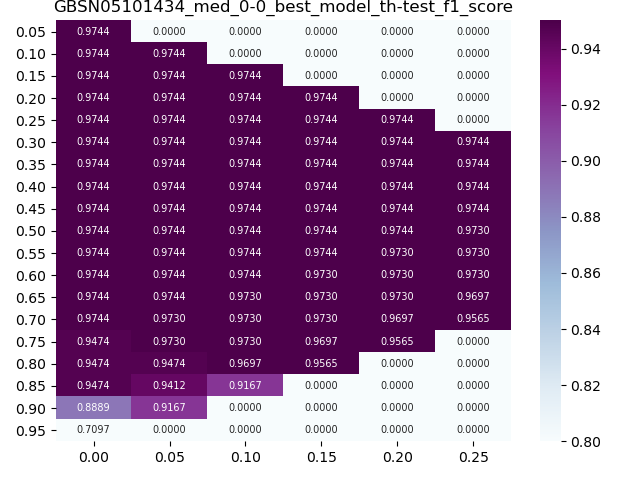 GBSN05101434_med_0-0_best_model_th-test_f1_score
0.05 0.9744 0.0000 0.0000 0.0000 0.0000 0.0000
0.10 0.9744 0.9744 0.0000 0.0000 0.0000 0.0000
0.15 0.9744 0.9744 0.9744 0.0000 0.0000 0.0000
0.20 0.9744 0.9744 0.9744 0.9744 0.0000 0.0000
0.25 0.9744 0.9744 0.9744 0.9744 0.9744 0.0000
0.30 0.9744 0.9744 0.9744 0.9744 0.9744 0.9744
0.35 0.9744 0.9744 0.9744 0.9744 0.9744 0.9744
0.40 0.9744 0.9744 0.9744 0.9744 0.9744 0.9744
0.45 0.9744 0.9744 0.9744 0.9744 0.9744 0.9744
0.50 0.9744 0.9744 0.9744 0.9744 0.9744 0.9730
0.55 0.9744 0.9744 0.9744 0.9744 0.9730 0.9730
0.60 0.9744 0.9744 0.9744 0.9730 0.9730 0.9730
0.65 0.9744 0.9744 0.9730 0.9730 0.9730 0.9697
0.70 0.9744 0.9730 0.9730 0.9730 0.9697 0.9565
0.75 0.9474 0.9730 0.9730 0.9697 0.9565 0.0000
0.80 0.9474 0.9474 0.9697 0.9565 0.0000 0.0000
0.85 0.9474 0.9412 0.9167 0.0000 0.0000 0.0000
0.90 0.8889 0.9167 0.0000 0.0000 0.0000 0.0000
0.95 0.7097 0.0000 0.0000 0.0000 0.0000 0.0000
0.00 0.05 0.10 0.15 0.20 0.25
0.94
0.92
0.90
0.88
0.86
0.84
0.82
0.80